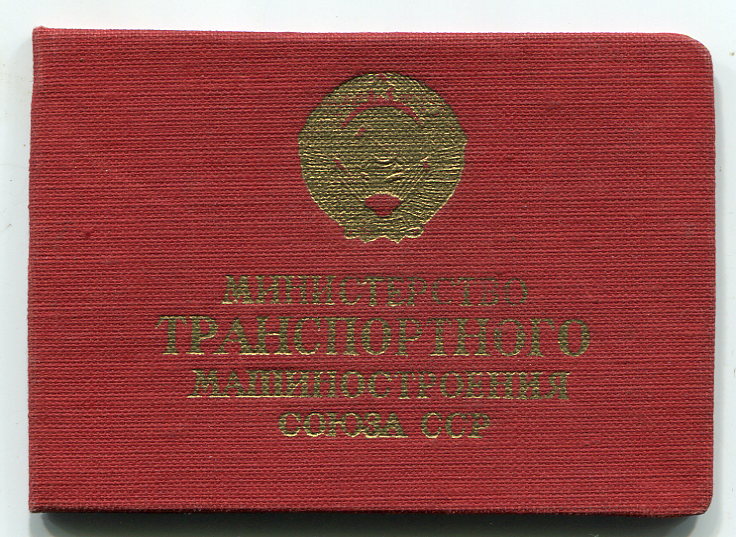 МИНИСТЕРСТВО
ТРАНСПОРТНОГО
МАШИНОСТРОЕНИЯ
СОЮЗА ССР